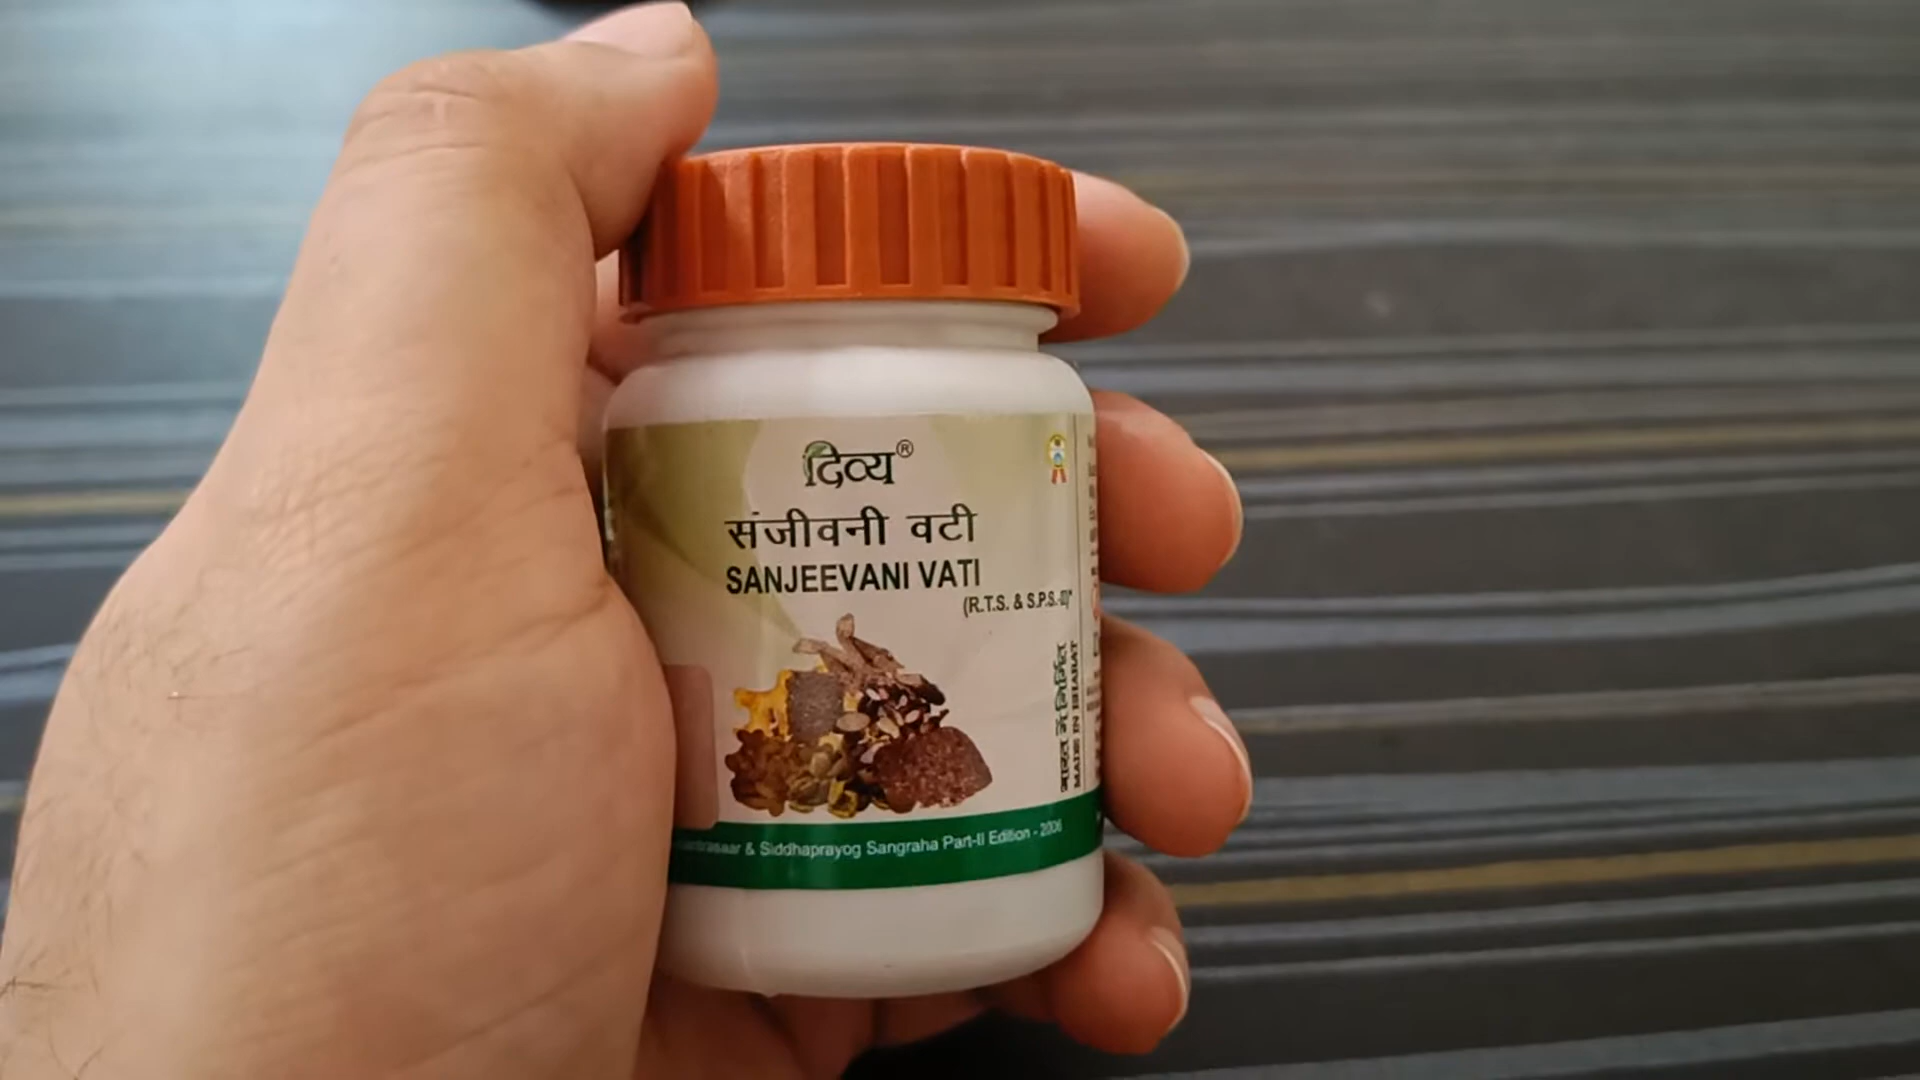 दिव्य®
संजीवनी वटी
SANJEEVANI VATI
(R.T.S. & S.P.S.-II)*
भारत में निर्मित
MADE IN BHARAT
& Siddhaprayog Sangraha Part-II Edition - 2006